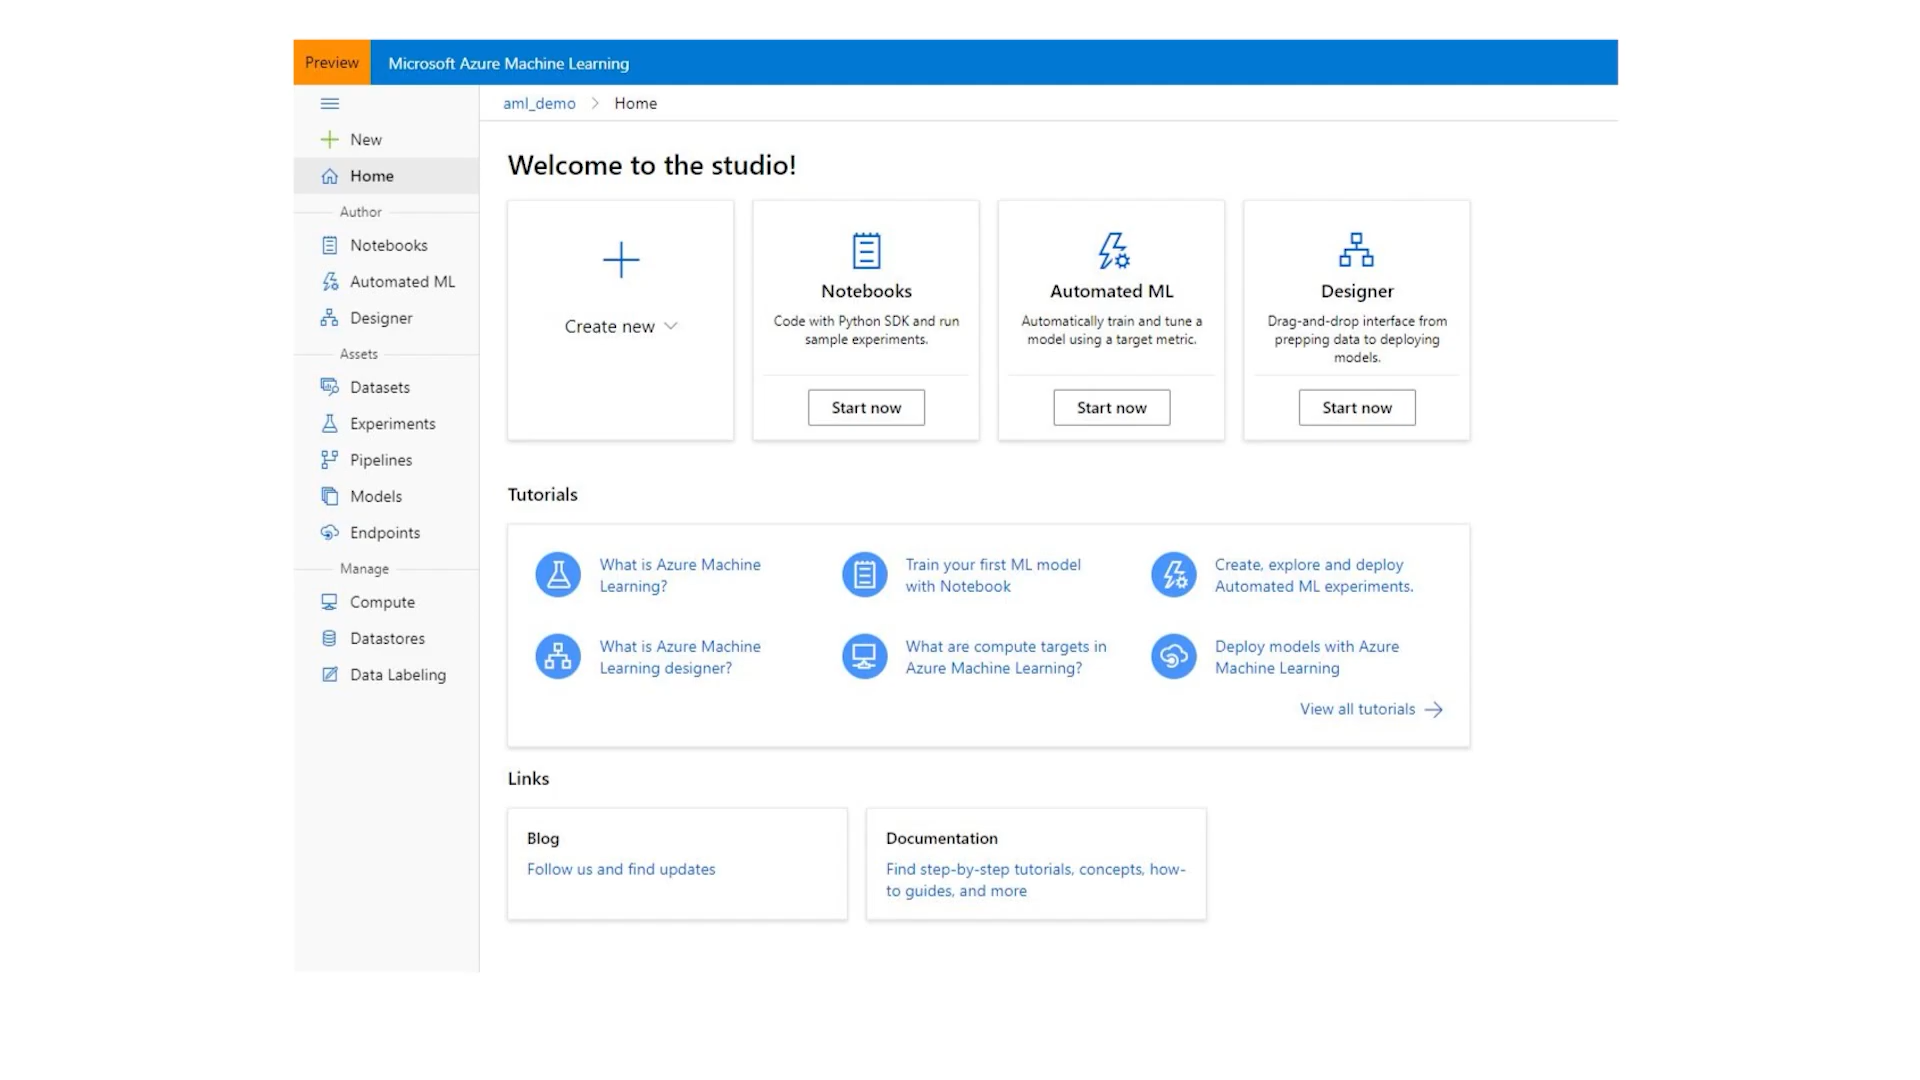 Preview
Microsoft Azure Machine Learning
aml_demo
Home
New
Home
Author
Notebooks
Automated ML
Designer
Assets
Datasets
Experiments
Pipelines
Models
Endpoints
Manage
Compute
Datastores
Data Labeling
Welcome to the studio!
Create new
Notebooks
Code with Python SDK and run
sample experiments.
Start now
Automated ML
Automatically train and tune a
model using a target metric.
Start now
Designer
Drag-and-drop interface from
prepping data to deploying
models.
Start now
Tutorials
What is Azure Machine
Learning?
Train your first ML model
with Notebook
Create, explore and deploy
Automated ML experiments.
What is Azure Machine
Learning designer?
What are compute targets in
Azure Machine Learning?
Deploy models with Azure
Machine Learning
View all tutorials
Links
Blog
Follow us and find updates
Documentation
Find step-by-step tutorials, concepts, how-
to guides, and more